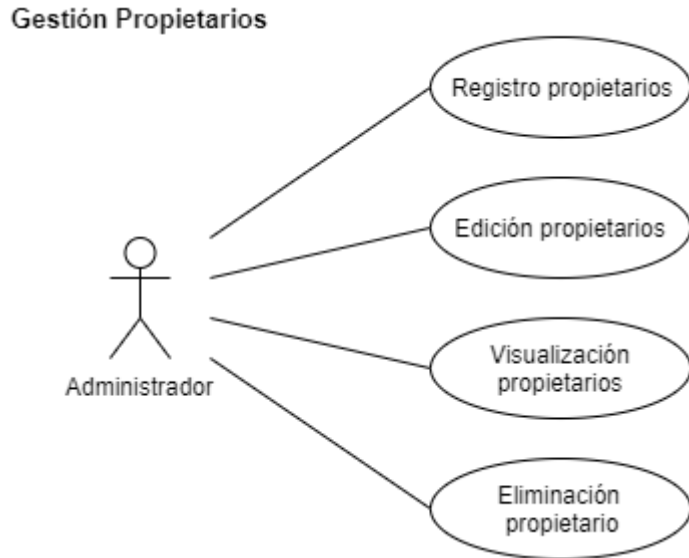 Gestión Propietarios
Registro propietarios
Edición propietarios
Administrador
Visualización
propietarios
Eliminación
propietario